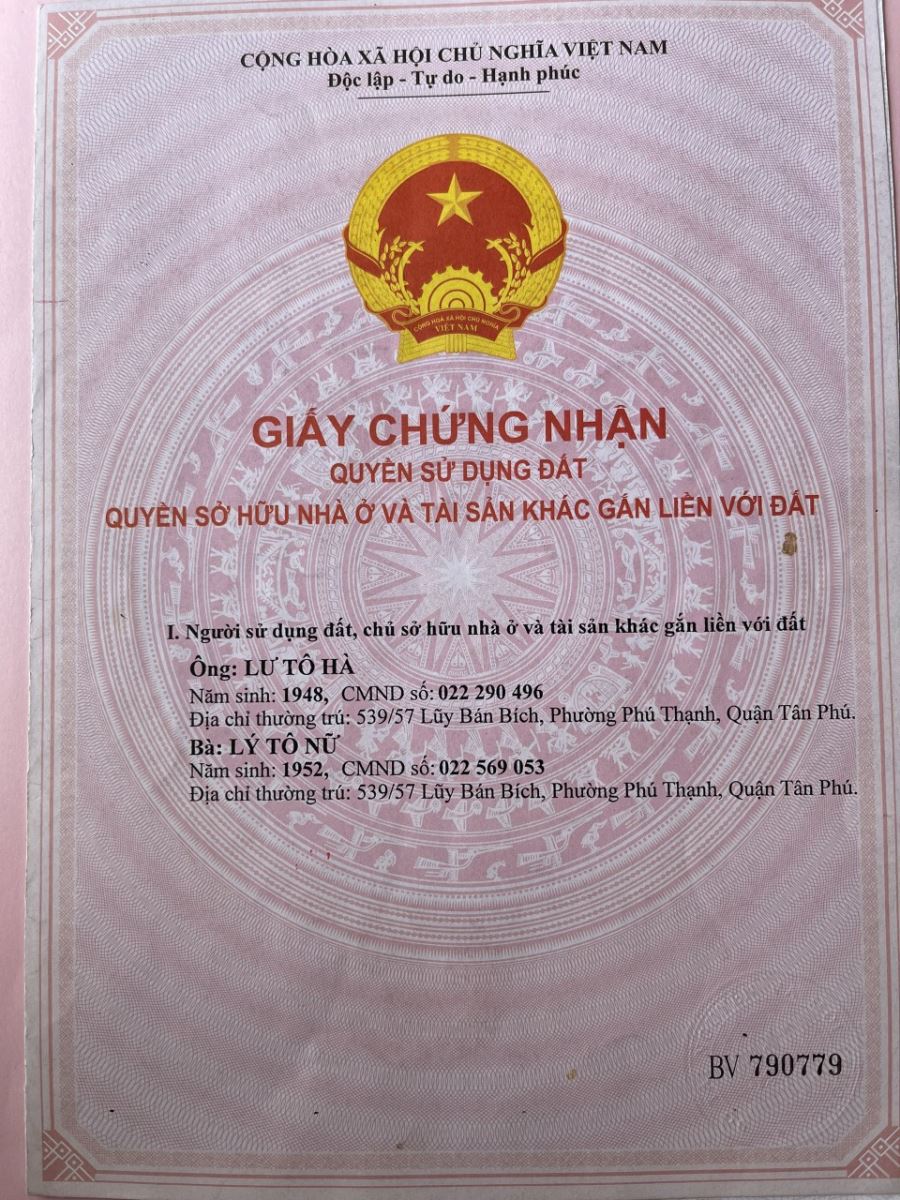 CỘNG HÒA XÃ HỘI CHỦ NGHĨA VIỆT NAM
Độc lập - Tự do - Hạnh phúc
CỘNG HOÀ XÃ HỘI CHỦ NGHĨA
VIỆT NAM
GIẤY CHỨNG NHẬN
QUYỀN SỬ DỤNG ĐẤT
QUYỀN SỞ HỮU NHÀ Ở VÀ TÀI SẢN KHÁC GẮN LIỀN VỚI ĐẤT
I. Người sử dụng đất, chủ sở hữu nhà ở và tài sản khác gắn liền với đất
Ông: LƯ TÔ HÀ
Năm sinh: 1948, CMND số: 022 290 496
Địa chỉ thường trú: 539/57 Lũy Bán Bích, Phường Phú Thạnh, Quận Tân Phú.
Bà: LÝ TÔ NỮ
Năm sinh: 1952, CMND số: 022 569 053
Địa chỉ thường trú: 539/57 Lũy Bán Bích, Phường Phú Thạnh, Quận Tân Phú.
BV 790779